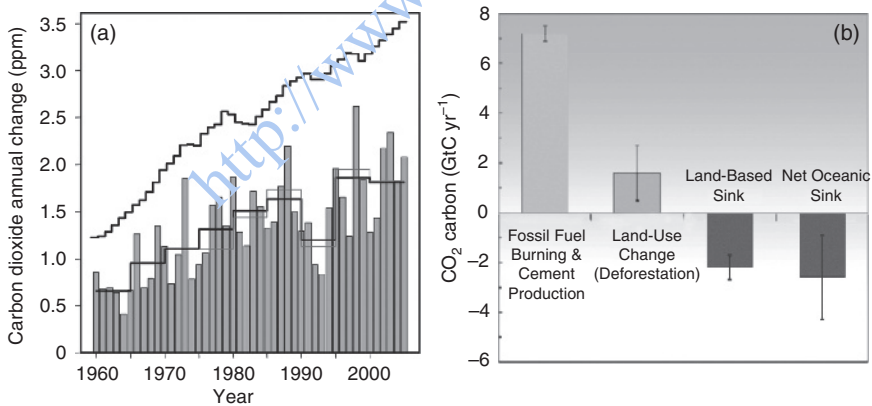 (a)
Carbon dioxide annual change (ppm)
3.5
3.0
2.5
2.0
1.5
1.0
0.5
0
1960
1970
1980
1990
2000
Year
http://www.
(b)
CO2 carbon (GtC yr−1)
8
6
4
2
0
−2
−4
−6
Land-Based
Sink
Net Oceanic
Sink
Fossil Fuel
Burning &
Cement
Production
Land-Use
Change
(Deforestation)